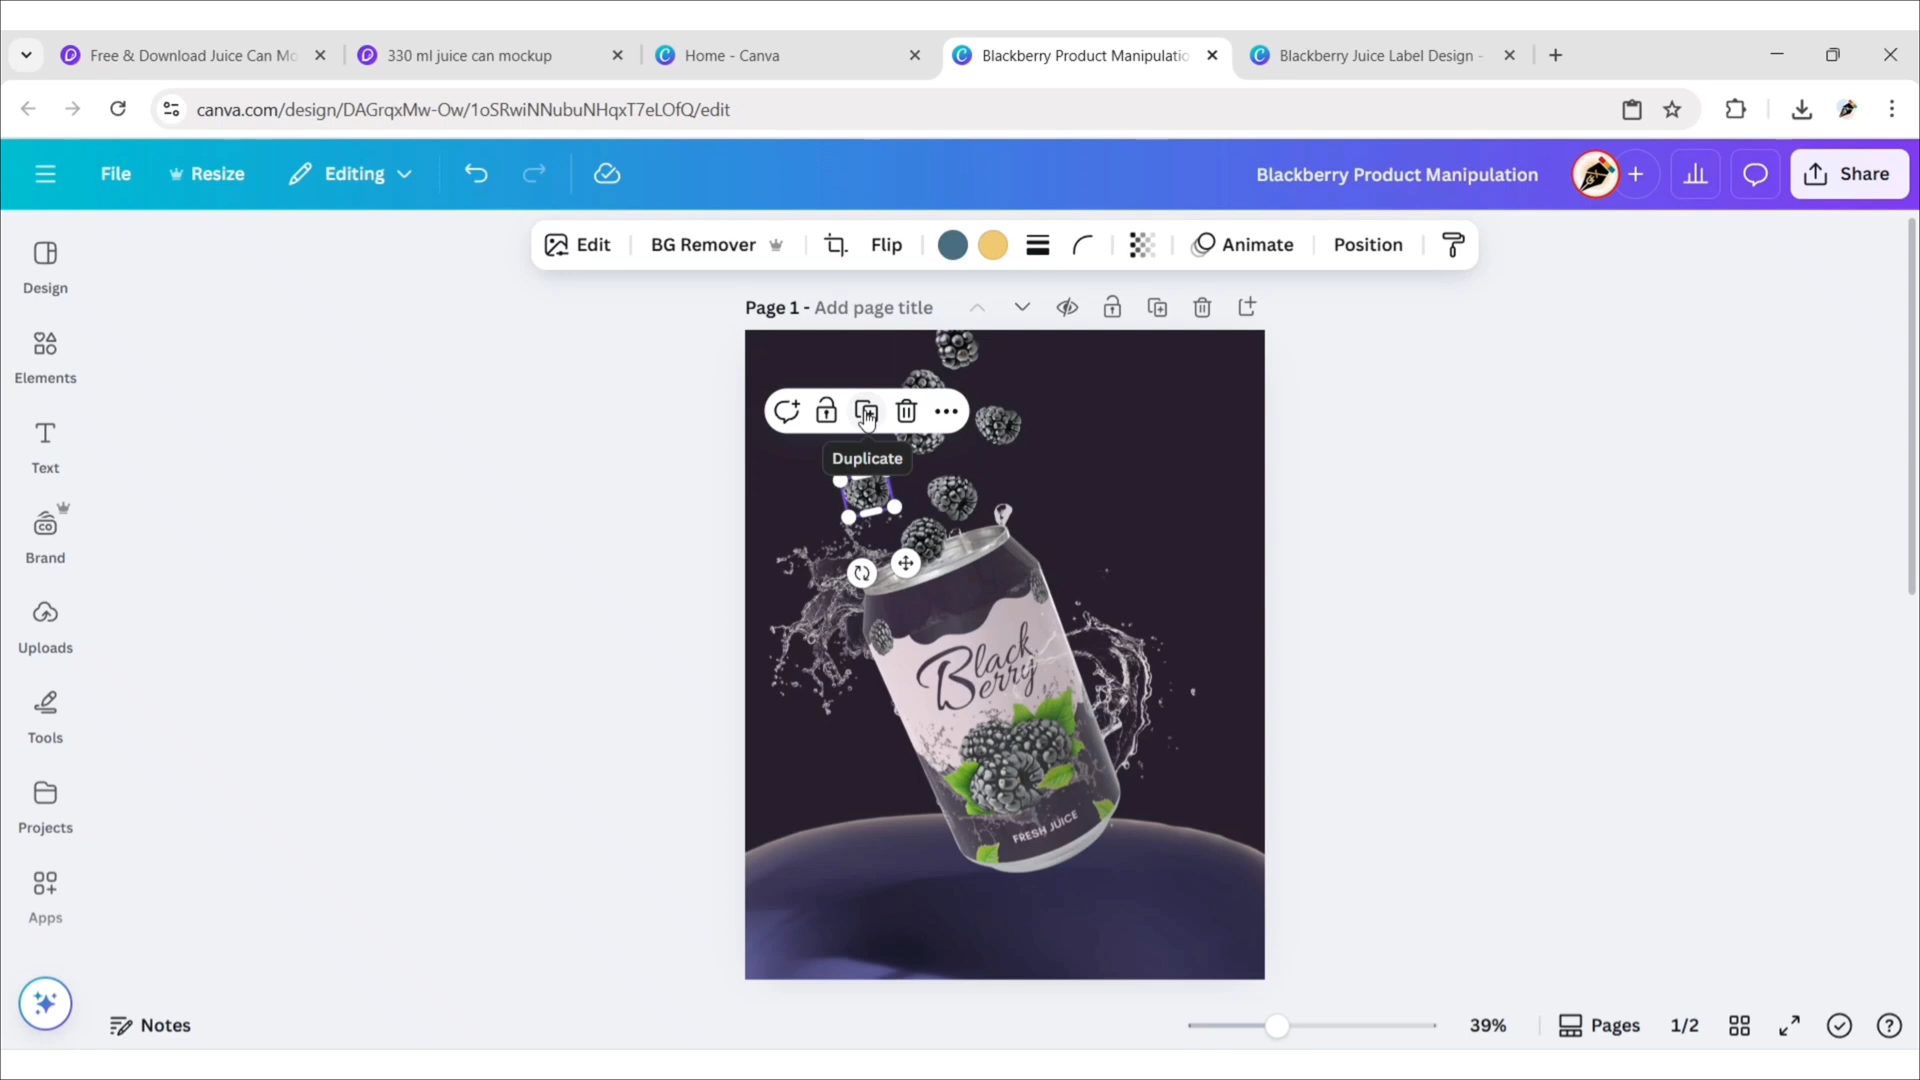 Free & Download Juice Can Mo
330 ml juice can mockup
Home - Canva
Blackberry Product Manipulatio
Blackberry Juice Label Design -
canva.com/design/DAGrqxMw-Ow/1oSRwiNNubuNHqxT7eLOfQ/edit
File
Resize
Editing
Blackberry Product Manipulation
Share
Edit
BG Remover
Flip
Animate
Position
Page 1 - Add page title
Design
Elements
Text
Brand
Uploads
Tools
Projects
Apps
Duplicate
Black
Berry
FRESH JUICE
Notes
39%
Pages
1/2